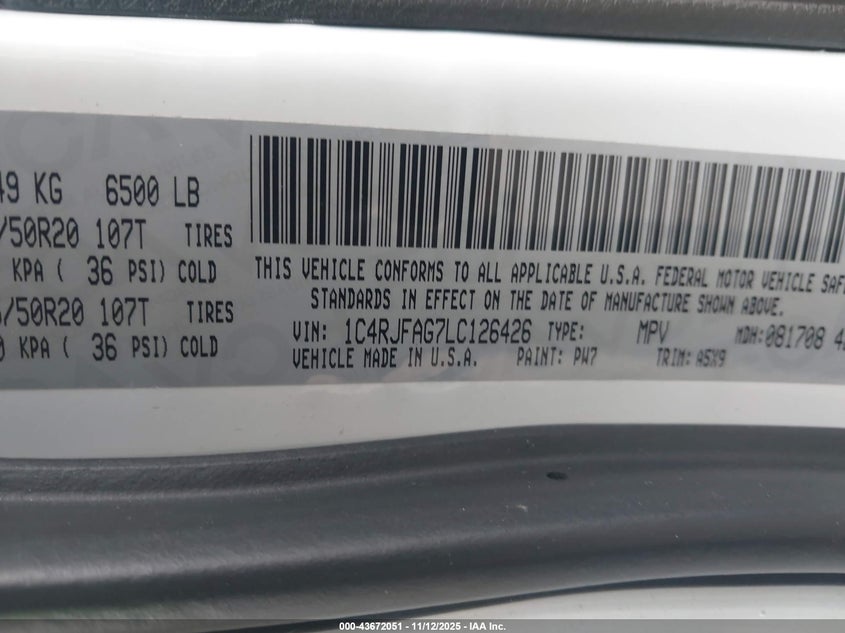 49 KG 6500 LB
/50R20 107T TIRES
KPA ( 36 PSI) COLD
/50R20 107T TIRES
0 KPA ( 36 PSI) COLD
THIS VEHICLE CONFORMS TO ALL APPLICABLE U.S.A. FEDERAL MOTOR VEHICLE SAF
STANDARDS IN EFFECT ON THE DATE OF MANUFACTURE SHOWN ABOVE.
VIN: 1C4RJFAG7LC126426 TYPE: MPV MDH:081708 4
VEHICLE MADE IN U.S.A. PAINT: PW7 TRIM: A5X9
000-43672051 - 11/12/2025 - IAA Inc.